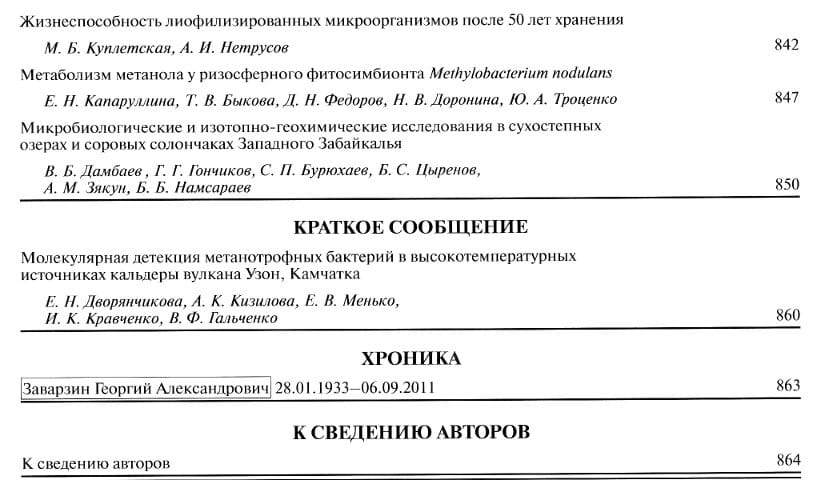 Жизнеспособность лиофилизированных микроорганизмов после 50 лет хранения
М. Б. Куплетская, А. И. Нетрусов 842
Метаболизм метанола у ризосферного фитосимбионта Methylobacterium nodulans
Е. Н. Капаруллина, Т. В. Быкова, Д. Н. Федоров, Н. В. Доронина, Ю. А. Троценко 847
Микробиологические и изотопно-геохимические исследования в сухостепных
озерах и соровых солончаках Западного Забайкалья
В. Б. Дамбаев, Г. Г. Гончиков, С. П. Бурюхаев, Б. С. Цыренов,
А. М. Зякун, Б. Б. Намсараев 850
КРАТКОЕ СООБЩЕНИЕ
Молекулярная детекция метанотрофных бактерий в высокотемпературных
источниках кальдеры вулкана Узон, Камчатка
Е. Н. Дворянчикова, А. К. Кизилова, Е. В. Менько,
И. К. Кравченко, В. Ф. Гальченко 860
ХРОНИКА
Заварзин Георгий Александрович 28.01.1933–06.09.2011 863
К СВЕДЕНИЮ АВТОРОВ
К сведению авторов 864